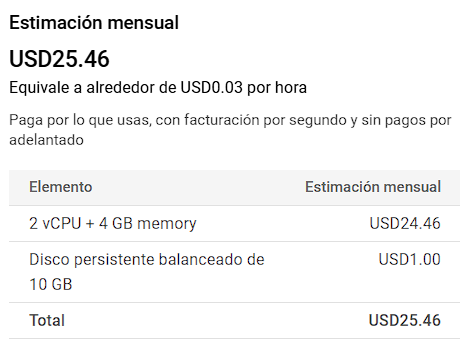 Estimación mensual
USD25.46
Equivale a alrededor de USD0.03 por hora
Paga por lo que usas, con facturación por segundo y sin pagos por
adelantado
Elemento Estimación mensual
2 vCPU + 4 GB memory USD24.46
Disco persistente balanceado de USD1.00
10 GB
Total USD25.46